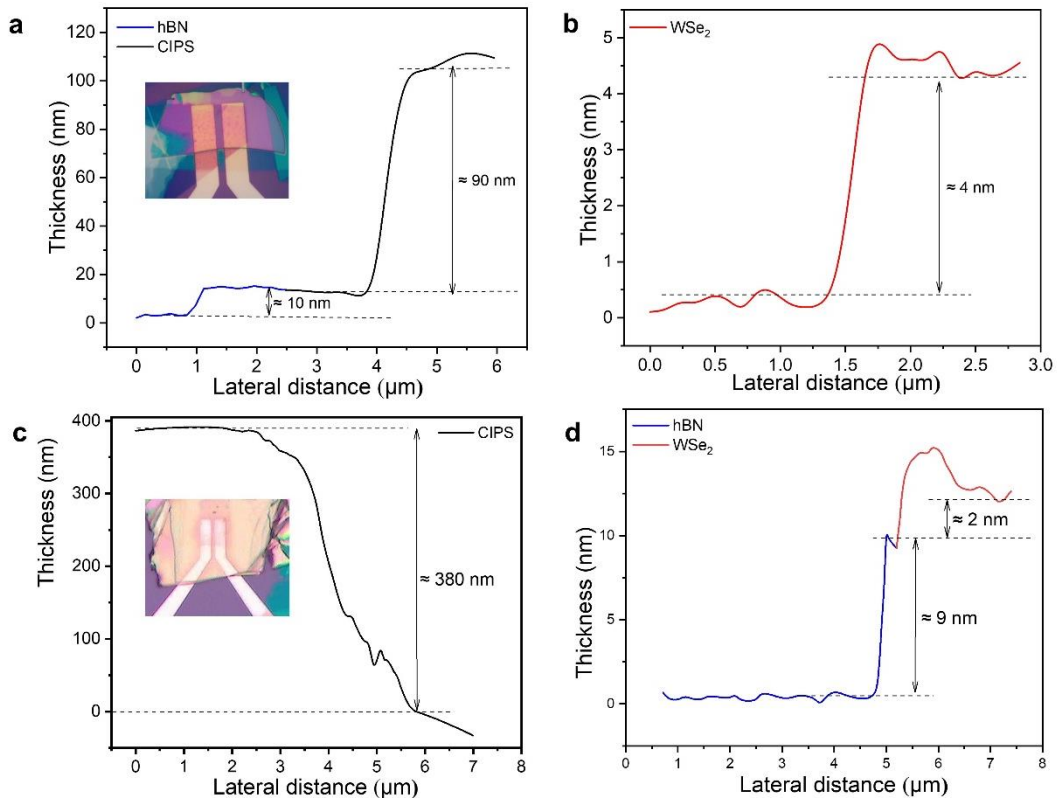 a
hBN
CIPS
120
100
80
60
40
20
0
Thickness (nm)
≈ 90 nm
≈ 10 nm
0 1 2 3 4 5 6
Lateral distance (µm)
b
WSe₂
5
4
3
2
1
0
Thickness (nm)
≈ 4 nm
0.0 0.5 1.0 1.5 2.0 2.5 3.0
Lateral distance (µm)
c
CIPS
400
300
200
100
0
Thickness (nm)
≈ 380 nm
0 1 2 3 4 5 6 7 8
Lateral distance (µm)
d
hBN
WSe₂
15
10
5
0
Thickness (nm)
≈ 2 nm
≈ 9 nm
0 1 2 3 4 5 6 7 8
Lateral distance (µm)